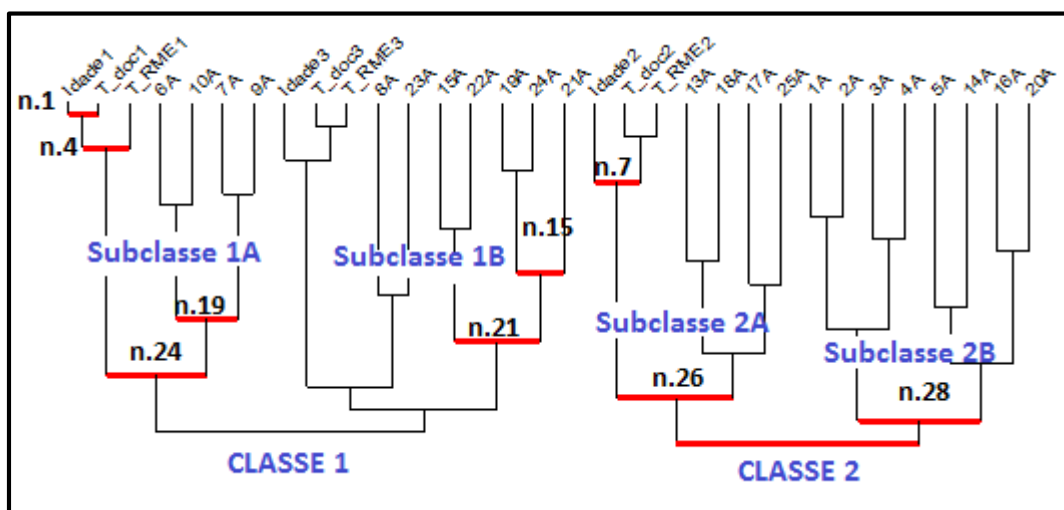 Idade1 T_doc1 T_RME1 6A 10A 7A 9A Idade3 T_doc3 T_RME3 8A 23A 15A 22A 19A 24A 21A Idade2 T_doc2 T_RME2 13A 18A 17A 25A 1A 2A 3A 4A 5A 14A 16A 20A
n.1
n.4
n.7
n.15
Subclasse 1A
Subclasse 1B
n.19
Subclasse 2A
n.21
n.24
Subclasse 2B
n.26
n.28
CLASSE 1
CLASSE 2